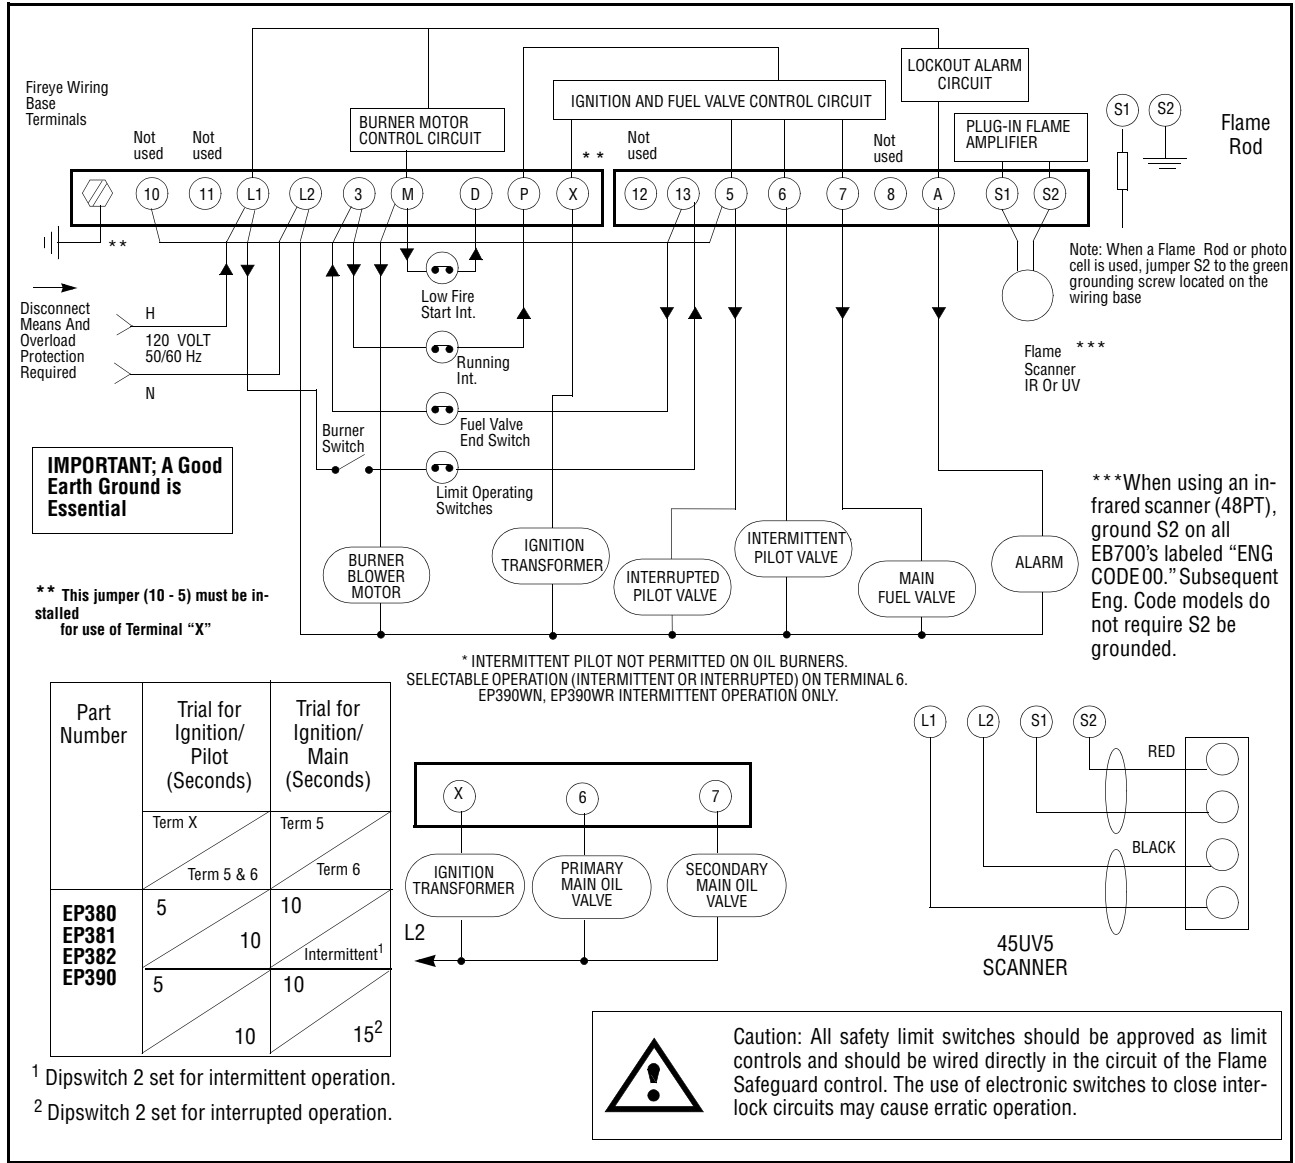 Fireye Wiring
Base
Terminals
BURNER MOTOR
CONTROL CIRCUIT
IGNITION AND FUEL VALVE CONTROL CIRCUIT
LOCKOUT ALARM
CIRCUIT
PLUG-IN FLAME
AMPLIFIER
S1
S2
Flame
Rod
Not
used
Not
used
* *
Not
used
Not
used
10
11
L1
L2
3
M
D
P
X
12
13
5
6
7
8
A
S1
S2
* *
Note: When a Flame Rod or photo
cell is used, jumper S2 to the green
grounding screw located on the
wiring base
Disconnect
Means And
Overload
Protection
Required
H
120 VOLT
50/60 Hz
N
Low Fire
Start Int.
Running
Int.
Fuel Valve
End Switch
Burner
Switch
Limit Operating
Switches
Flame * * *
Scanner
IR Or UV
IMPORTANT; A Good
Earth Ground is
Essential
* * This jumper (10 - 5) must be in-
stalled
for use of Terminal “X”
BURNER
BLOWER
MOTOR
IGNITION
TRANSFORMER
INTERRUPTED
PILOT VALVE
INTERMITTENT
PILOT VALVE
MAIN
FUEL VALVE
ALARM
***When using an in-
frared scanner (48PT),
ground S2 on all
EB700's labeled “ENG
CODE 00.” Subsequent
Eng. Code models do
not require S2 be
grounded.
* INTERMITTENT PILOT NOT PERMITTED ON OIL BURNERS.
SELECTABLE OPERATION (INTERMITTENT OR INTERRUPTED) ON TERMINAL 6.
EP390WN, EP390WR INTERMITTENT OPERATION ONLY.
Part
Number
Trial for
Ignition/
Pilot
(Seconds)
Trial for
Ignition/
Main
(Seconds)
Term X
Term 5 & 6
Term 5
Term 6
EP380
EP381
EP382
EP390
5
10
10
Intermittent1
5
10
10
152
1 Dipswitch 2 set for intermittent operation.
2 Dipswitch 2 set for interrupted operation.
X
6
7
IGNITION
TRANSFORMER
PRIMARY
MAIN OIL
VALVE
SECONDARY
MAIN OIL
VALVE
L2
L1
L2
S1
S2
RED
BLACK
45UV5
SCANNER
Caution: All safety limit switches should be approved as limit
controls and should be wired directly in the circuit of the Flame
Safeguard control. The use of electronic switches to close inter-
lock circuits may cause erratic operation.